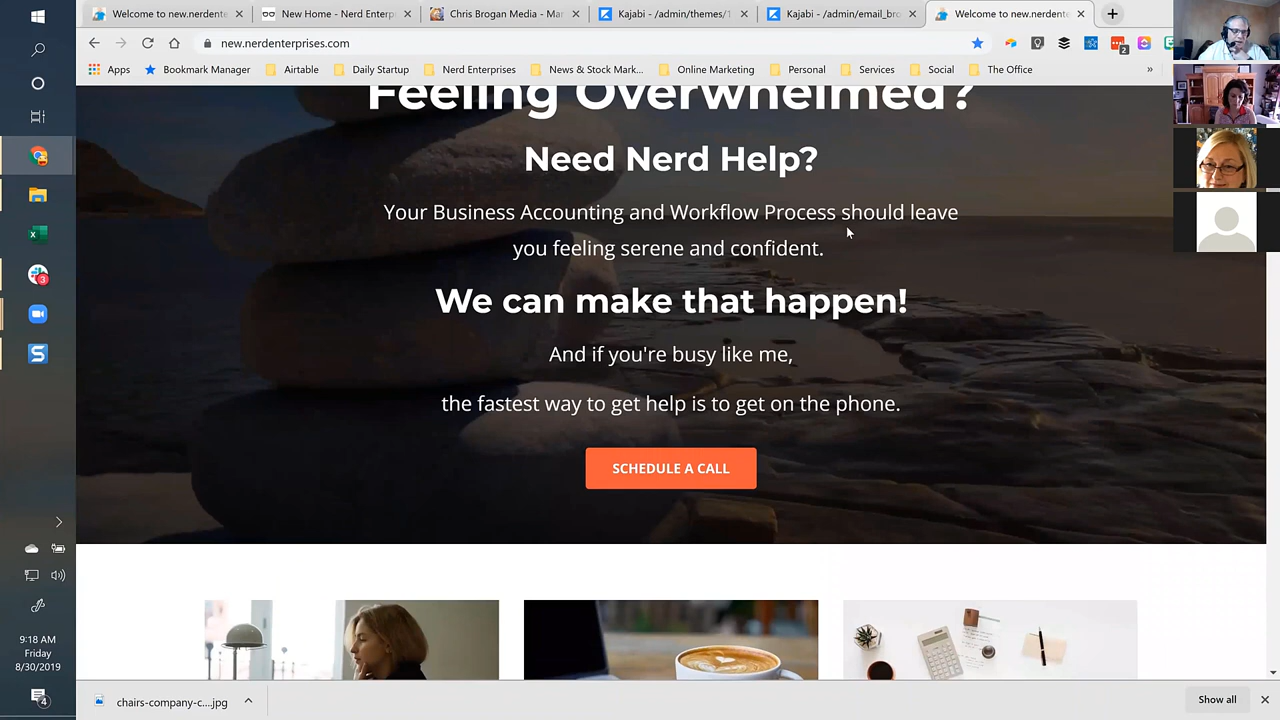 Welcome to new.nerdente
New Home - Nerd Enterp
Chris Brogan Media - Mar
Kajabi - /admin/themes/1
Kajabi - /admin/email_bro
Welcome to new.nerdente
new.nerdenterprises.com
2
Apps
Bookmark Manager
Airtable
Daily Startup
Nerd Enter
& Stock Mark...
Online Marketing
Personal
Services
Social
The Office
»
Feeling Overwhelmed?
Need Nerd Help?
Your Business Accounting and Workflow Process should leave
you feeling serene and confident.
We can make that happen!
And if you're busy like me,
the fastest way to get help is to get on the phone.
SCHEDULE A CALL
3
9:18 AM
Friday
8/30/2019
4
chairs-company-c....jpg
Show all